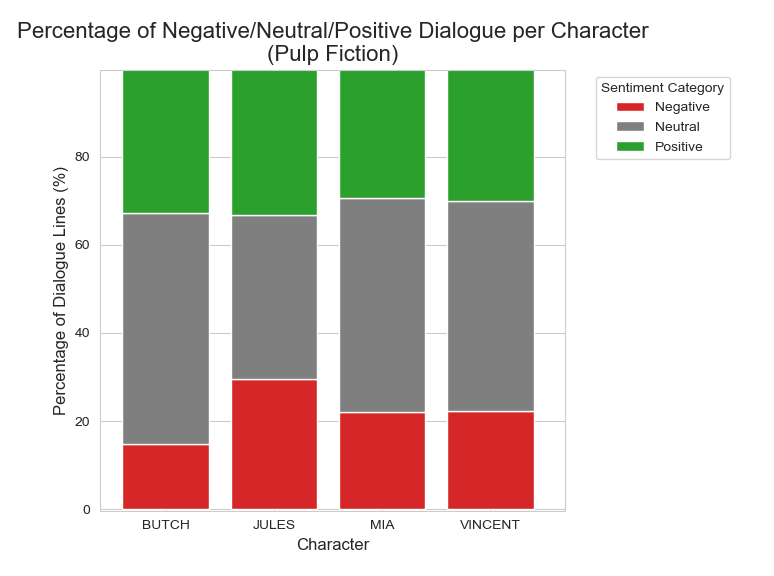 Percentage of Negative/Neutral/Positive Dialogue per Character
(Pulp Fiction)
Sentiment Category
Negative
Neutral
Positive
Percentage of Dialogue Lines (%)
80
60
40
20
0
BUTCH JULES MIA VINCENT
Character